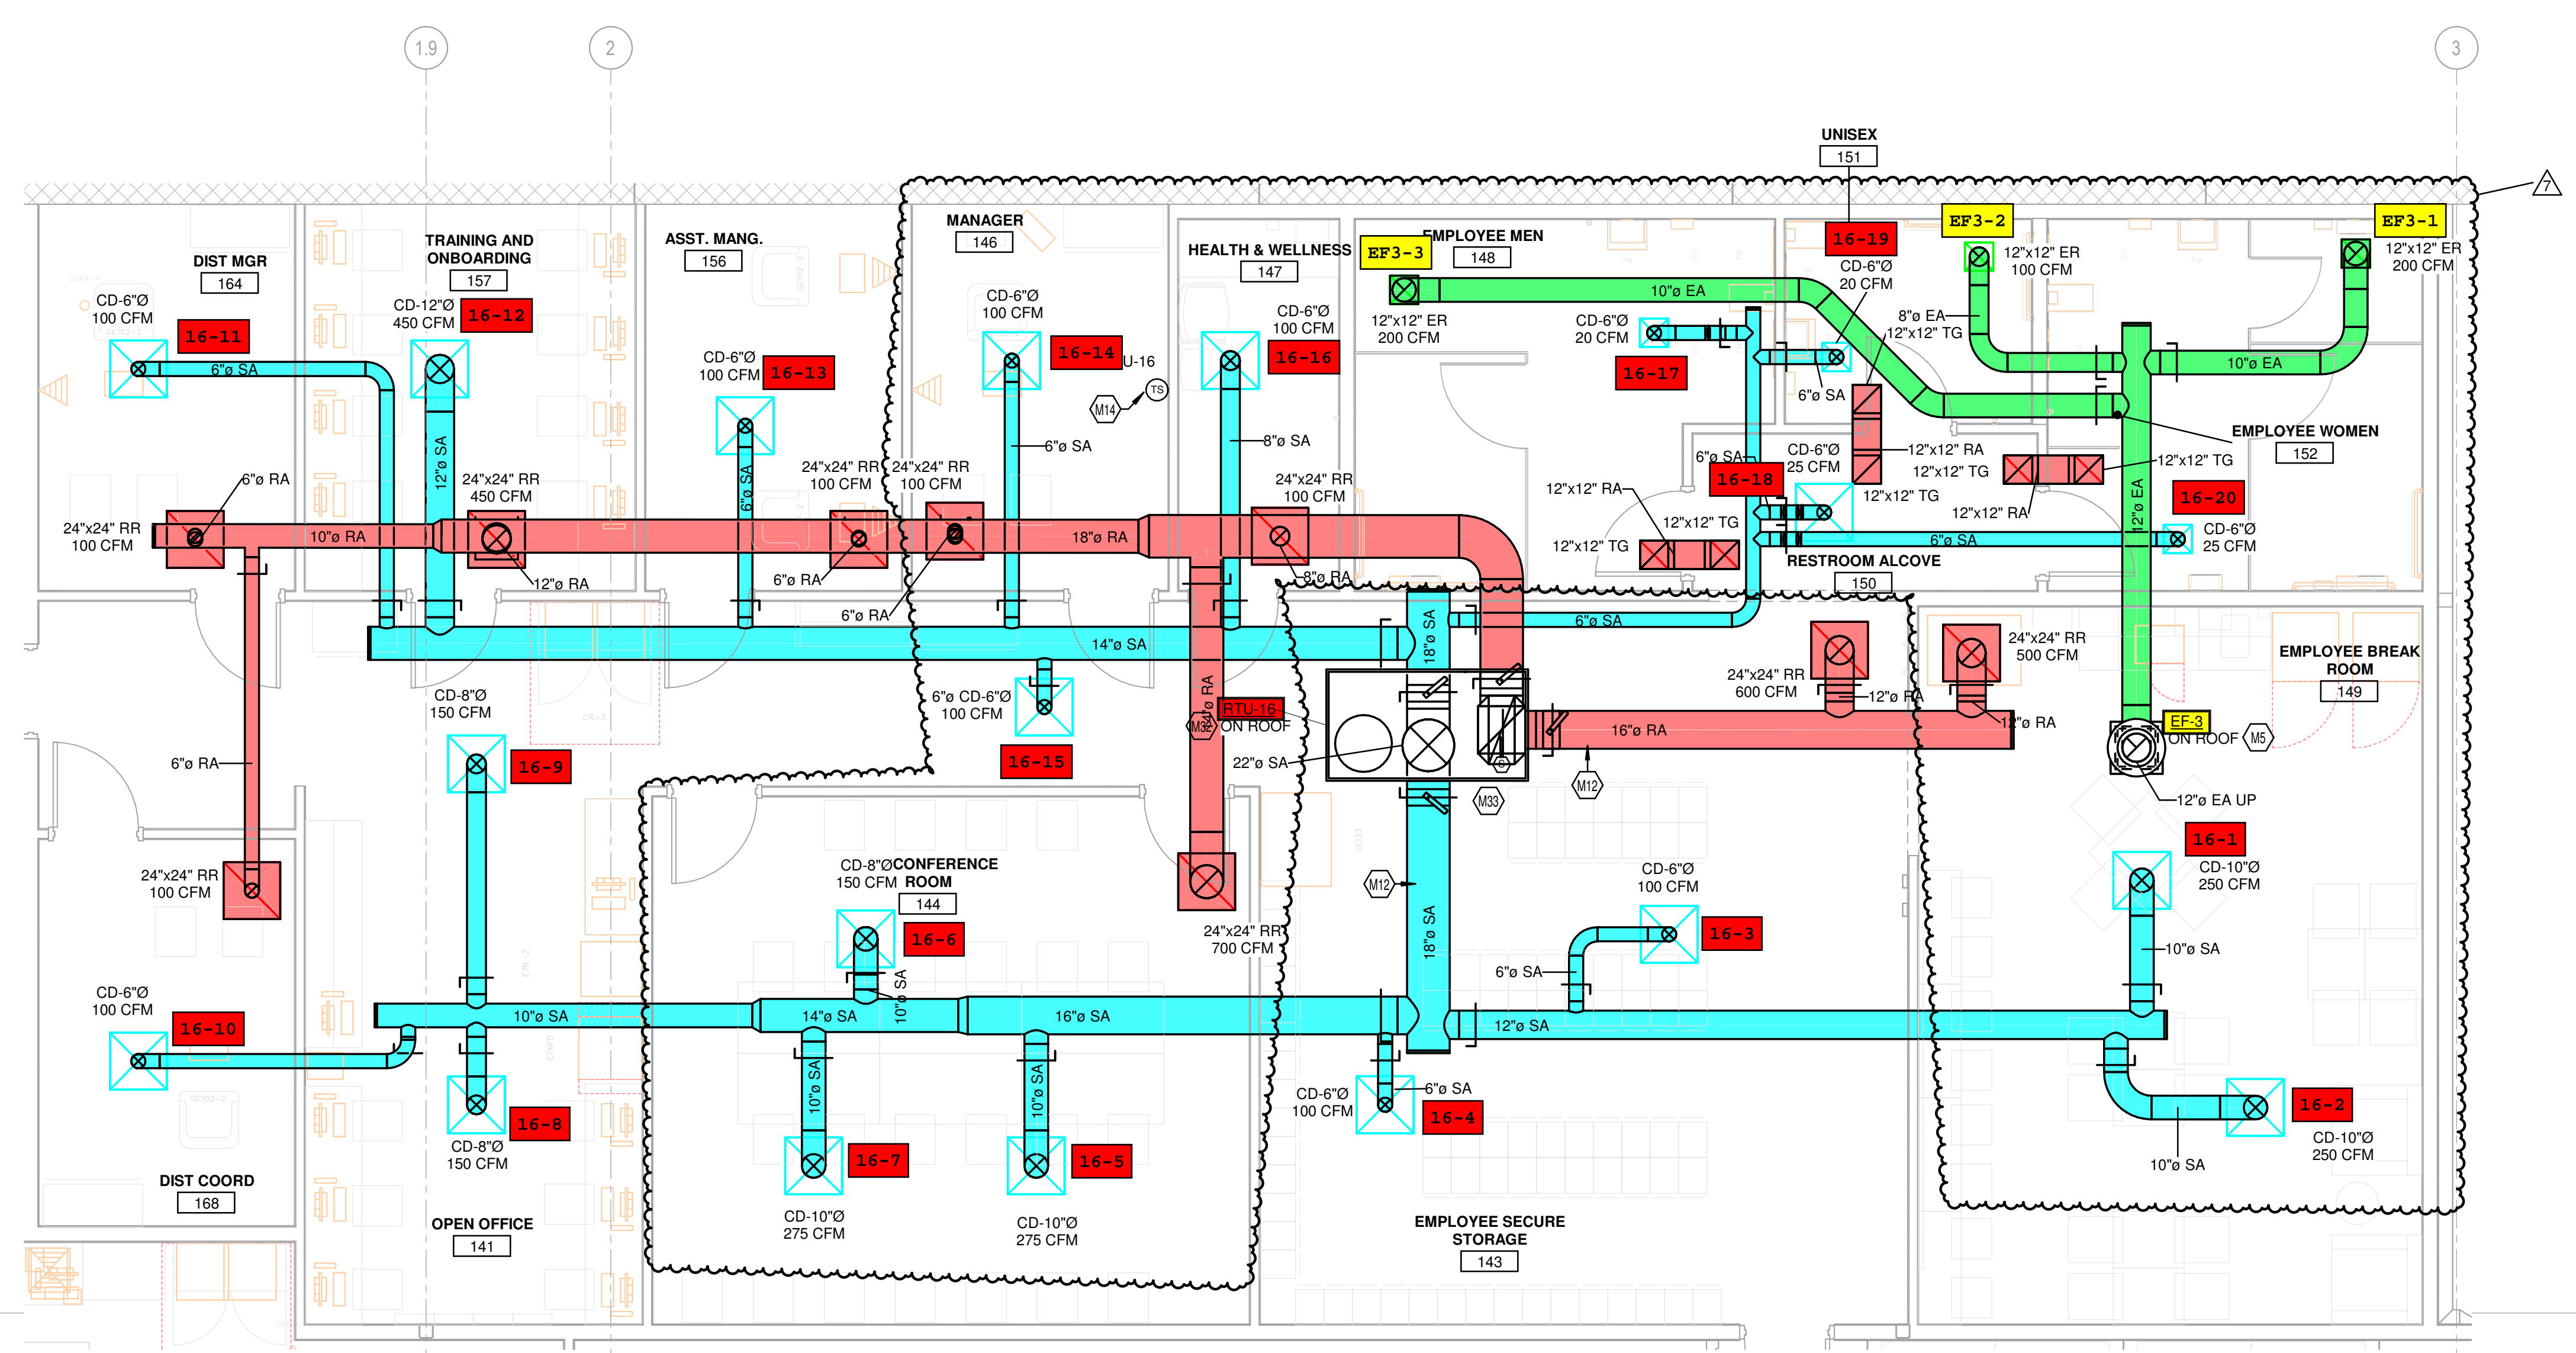 1.9
2
3
UNISEX
151
7
MANAGER
146
HEALTH & WELLNESS
147
EMPLOYEE MEN
148
EF3-3
16-19
EF3-2
EF3-1
12"x12" ER
100 CFM
12"x12" ER
200 CFM
TRAINING AND
ONBOARDING
157
ASST. MANG.
156
DIST MGR
164
CD-6"Ø
20 CFM
CD-6"Ø
100 CFM
16-11
CD-12"Ø
450 CFM
16-12
CD-6"Ø
100 CFM
16-13
CD-6"Ø
100 CFM
16-14
U-16
TS
M14
CD-6"Ø
100 CFM
16-16
12"x12" ER
200 CFM
10"ø EA
CD-6"Ø
20 CFM
16-17
8"ø EA
12"x12" TG
10"ø EA
6"ø SA
6"ø SA
EMPLOYEE WOMEN
152
12"ø SA
6"ø SA
6"ø SA
8"ø SA
12"x12" RA
12"x12" TG
12"x12" TG
12"x12" TG
12"x12" RA
6"ø SA
16-18
CD-6"Ø
25 CFM
16-20
CD-6"Ø
25 CFM
6"ø RA
24"x24" RR
450 CFM
24"x24" RR
100 CFM
24"x24" RR
100 CFM
24"x24" RR
100 CFM
12"x12" RA
12"x12" TG
12"x12" TG
24"x24" RR
100 CFM
10"ø RA
18"ø RA
12"ø RA
6"ø RA
6"ø RA
8"ø RA
6"ø SA
12"ø EA
RESTROOM ALCOVE
150
14"ø SA
18"ø SA
6"ø SA
24"x24" RR
600 CFM
24"x24" RR
500 CFM
EMPLOYEE BREAK
ROOM
149
CD-8"Ø
150 CFM
CR-3
6"ø CD-6"Ø
100 CFM
16-15
14"ø RA
RTU-16
ON ROOF
M32
22"ø SA
12"ø RA
12"ø RA
16"ø RA
EF-3
ON ROOF
M5
M12
M33
12"ø EA UP
6"ø RA
16-9
16-1
CD-10"Ø
250 CFM
24"x24" RR
100 CFM
CD-8"Ø
150 CFM
CONFERENCE
ROOM
144
16-6
24"x24" RR
700 CFM
M12
18"ø SA
CD-6"Ø
100 CFM
16-3
6"ø SA
10"ø SA
CD-6"Ø
100 CFM
16-10
10"ø SA
14"ø SA
10"ø SA
16"ø SA
12"ø SA
10"ø SA
10"ø SA
CD-6"Ø
100 CFM
6"ø SA
16-4
16-2
CD-10"Ø
250 CFM
10"ø SA
16-8
CD-8"Ø
150 CFM
16-7
16-5
CD-10"Ø
275 CFM
CD-10"Ø
275 CFM
DIST COORD
168
GE102-2
OPEN OFFICE
141
EMPLOYEE SECURE
STORAGE
143